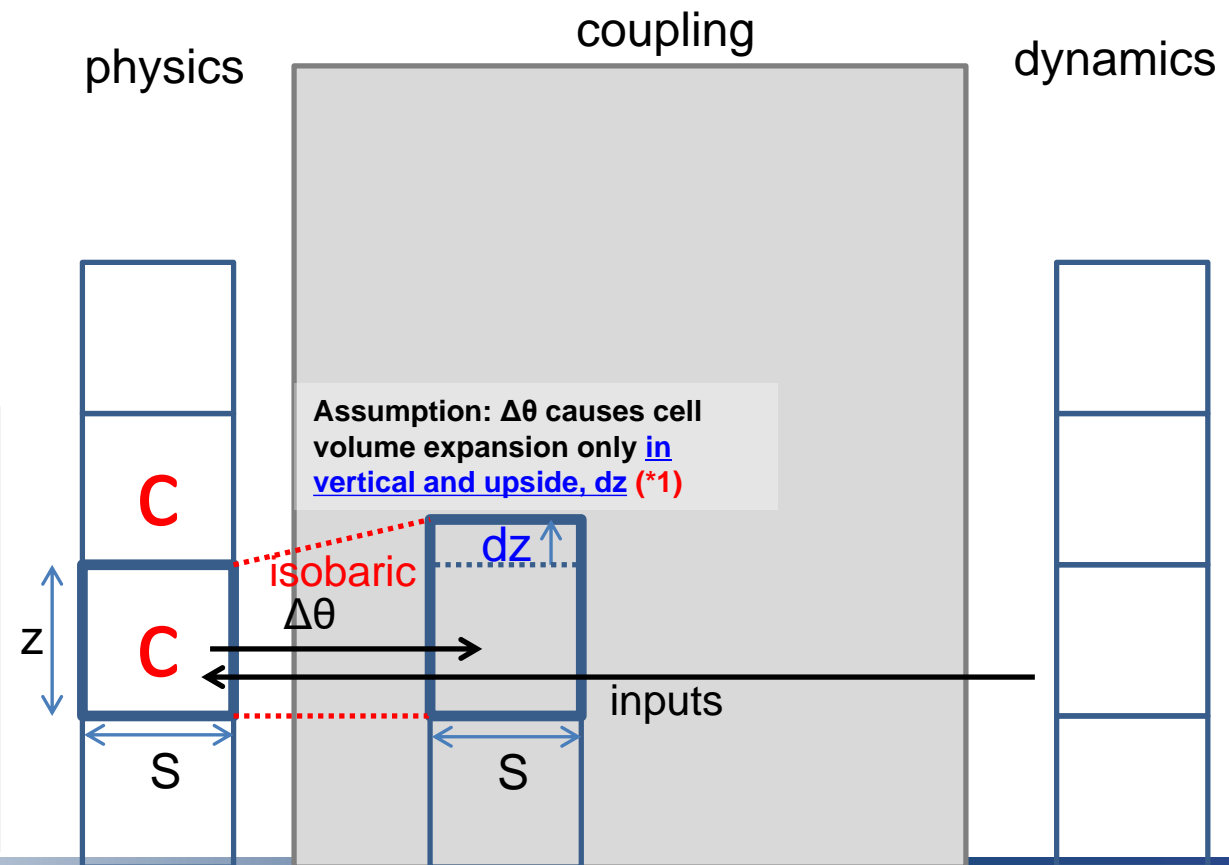 coupling
physics
dynamics
Assumption: Δθ causes cell
volume expansion only in
vertical and upside, dz (*1)
C
dz
isobaric
Δθ
z
C
inputs
S
S